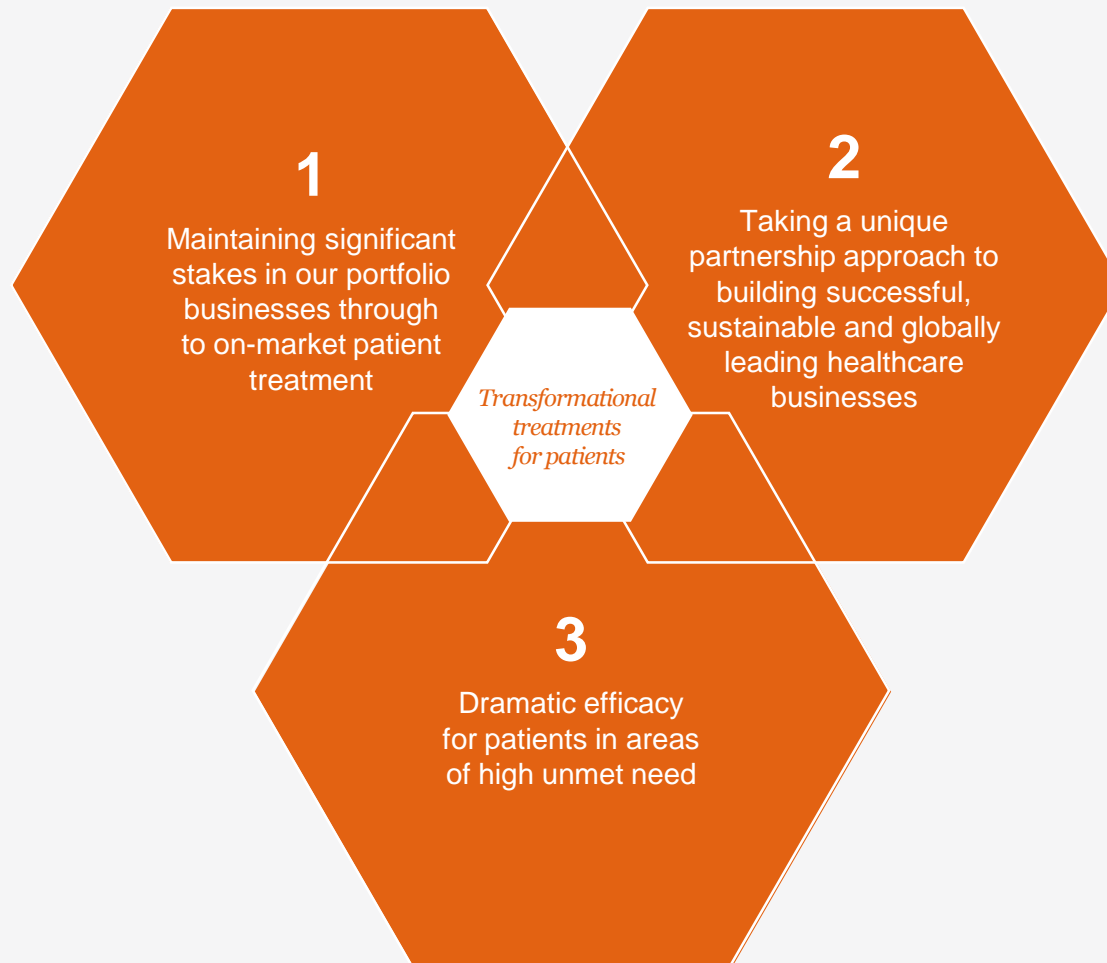 1
Maintaining significant
stakes in our portfolio
businesses through
to on-market patient
treatment
2
Taking a unique
partnership approach to
building successful,
sustainable and globally
leading healthcare
businesses
Transformational
treatments
for patients
3
Dramatic efficacy
for patients in areas
of high unmet need